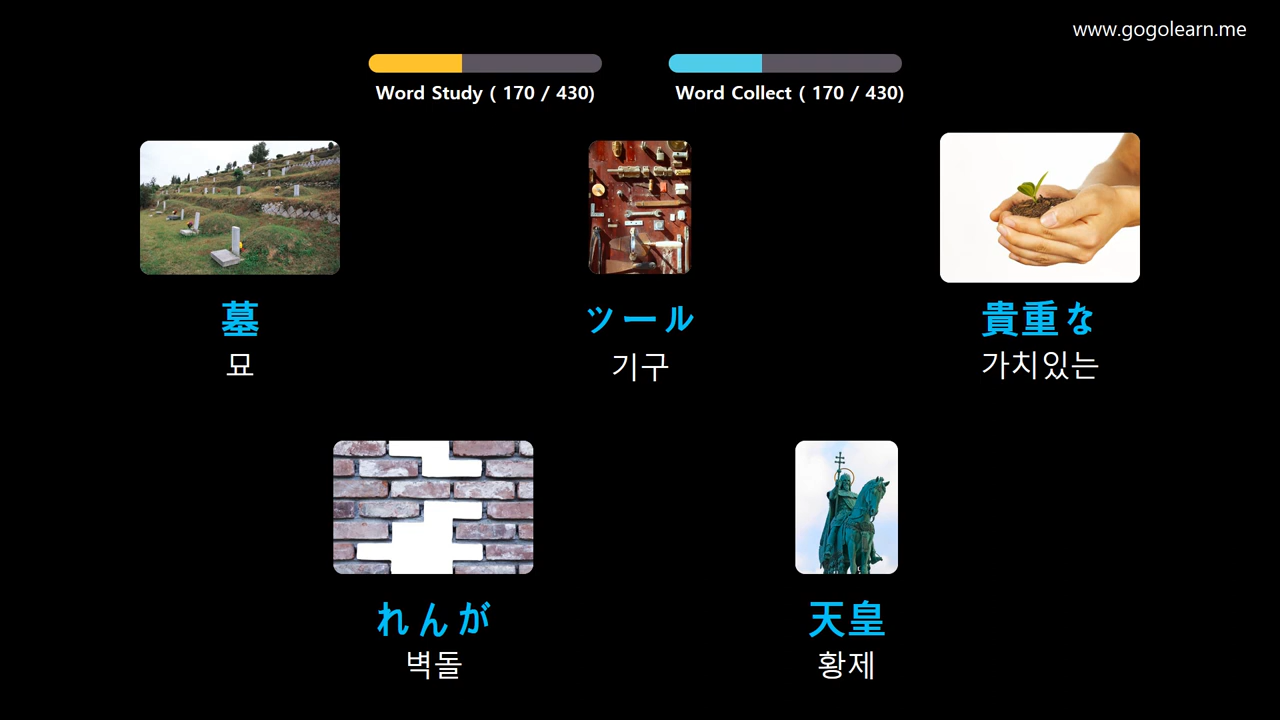 www.gogolearn.me
Word Study ( 170 / 430)
Word Collect ( 170 / 430)
墓
묘
ツール
기구
貴重な
가치있는
れんが
벽돌
天皇
황제